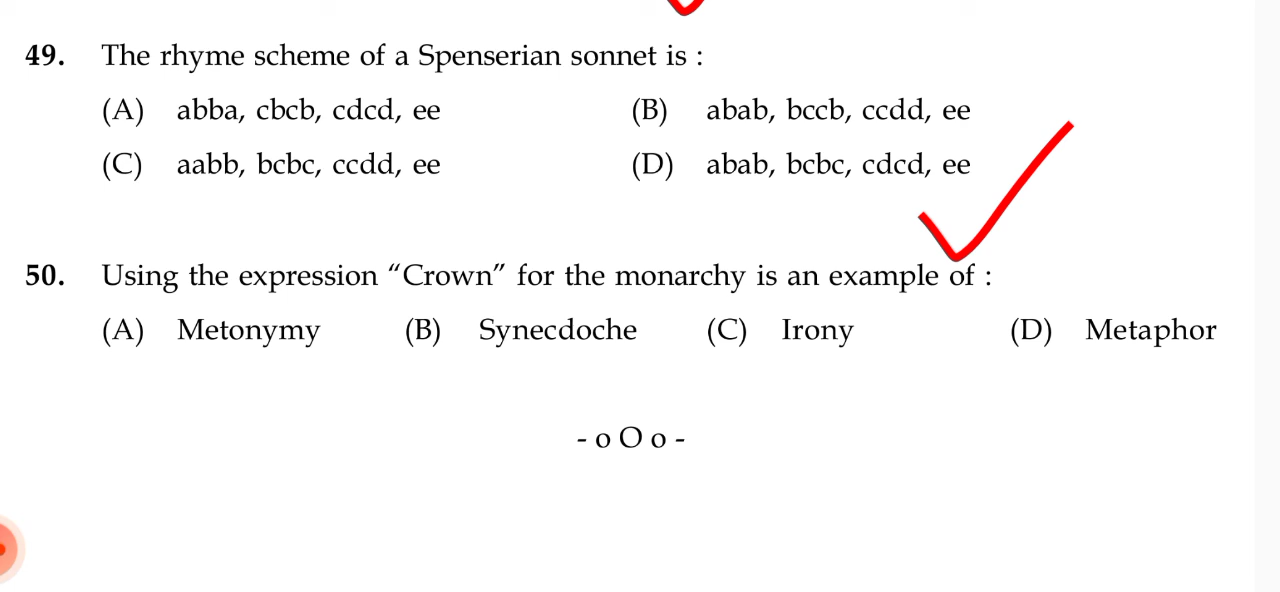 49. The rhyme scheme of a Spenserian sonnet is :
(A) abba, cbcb, cdcd, ee (B) abab, bccb, ccdd, ee
(C) aabb, bcbc, ccdd, ee (D) abab, bcbc, cdcd, ee
50. Using the expression “Crown” for the monarchy is an example of :
(A) Metonymy (B) Synecdoche (C) Irony (D) Metaphor
- o O o -